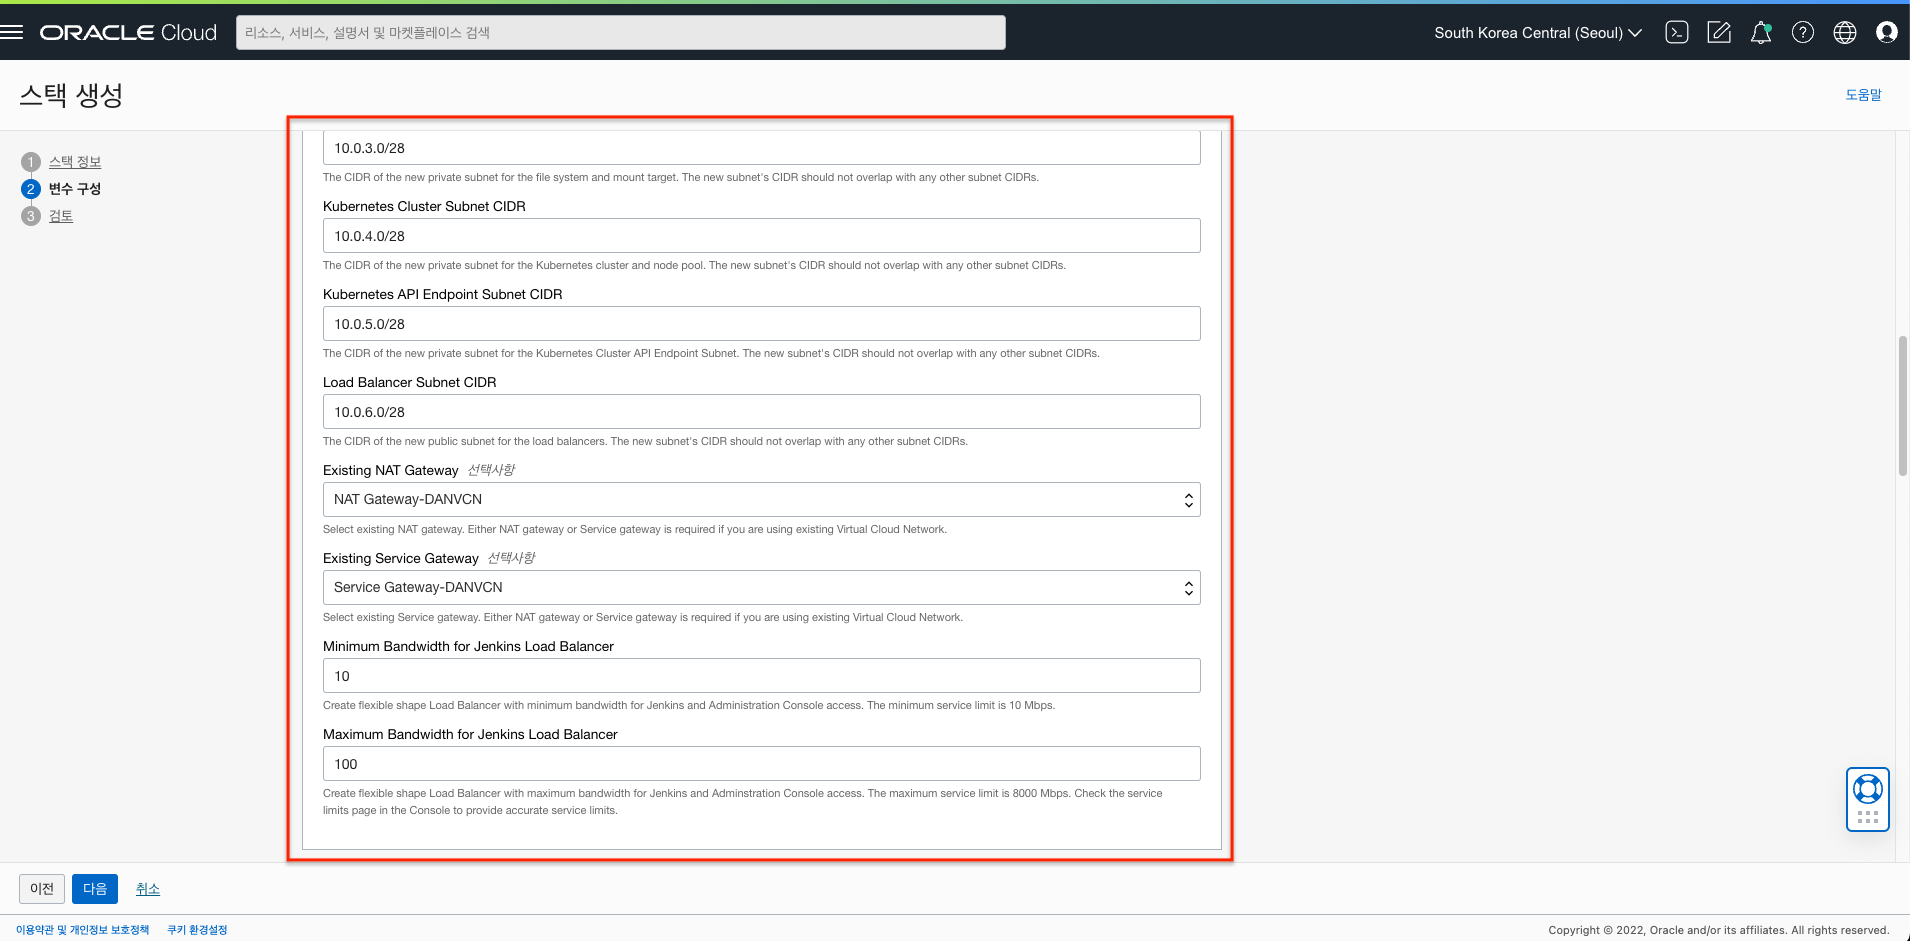 ORACLE Cloud
리소스, 서비스, 설명서 및 마켓플레이스 검색
South Korea Central (Seoul)
스택 생성
도움말
1 스택 정보
2 변수 구성
3 검토
10.0.3.0/28
The CIDR of the new private subnet for the file system and mount target. The new subnet's CIDR should not overlap with any other subnet CIDRs.
Kubernetes Cluster Subnet CIDR
10.0.4.0/28
The CIDR of the new private subnet for the Kubernetes cluster and node pool. The new subnet's CIDR should not overlap with any other subnet CIDRs.
Kubernetes API Endpoint Subnet CIDR
10.0.5.0/28
The CIDR of the new private subnet for the Kubernetes Cluster API Endpoint Subnet. The new subnet's CIDR should not overlap with any other subnet CIDRs.
Load Balancer Subnet CIDR
10.0.6.0/28
The CIDR of the new public subnet for the load balancers. The new subnet's CIDR should not overlap with any other subnet CIDRs.
Existing NAT Gateway 선택사항
NAT Gateway-DANVCN
Select existing NAT gateway. Either NAT gateway or Service gateway is required if you are using existing Virtual Cloud Network.
Existing Service Gateway 선택사항
Service Gateway-DANVCN
Select existing Service gateway. Either NAT gateway or Service gateway is required if you are using existing Virtual Cloud Network.
Minimum Bandwidth for Jenkins Load Balancer
10
Create flexible shape Load Balancer with minimum bandwidth for Jenkins and Administration Console access. The minimum service limit is 10 Mbps.
Maximum Bandwidth for Jenkins Load Balancer
100
Create flexible shape Load Balancer with maximum bandwidth for Jenkins and Adminstration Console access. The maximum service limit is 8000 Mbps. Check the service
limits page in the Console to provide accurate service limits.
이전 다음 취소
이용약관 및 개인정보 보호정책 쿠키 환경설정
Copyright © 2022, Oracle and/or its affiliates. All rights reserved.